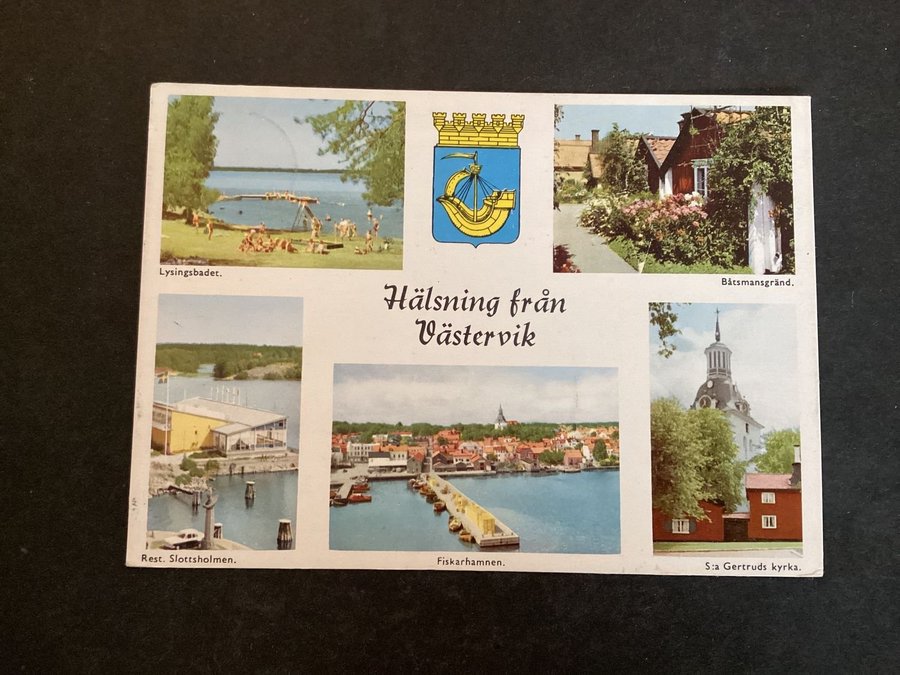 Lysingsbadet.
Båtsmansgränd.
Hälsning från
Västervik
Rest. Slottsholmen.
Fiskarhamnen.
S:a Gertruds kyrka.